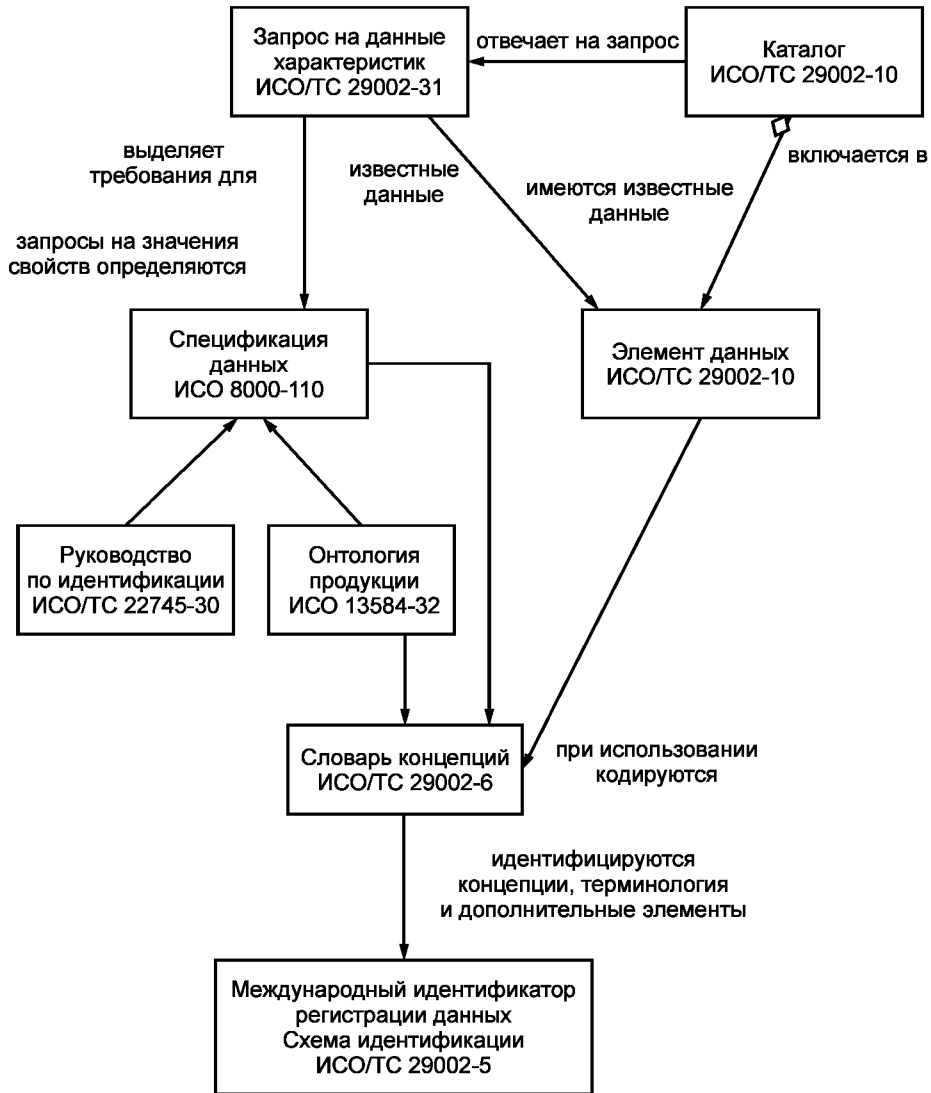 Запрос на данные
характеристик
ИСО/ТС 29002-31
отвечает на запрос
Каталог
ИСО/ТС 29002-10
выделяет
требования для
известные
данные
имеются известные
данные
включается в
запросы на значения
свойств определяются
Спецификация
данных
ИСО 8000-110
Элемент данных
ИСО/ТС 29002-10
Руководство
по идентификации
ИСО/ТС 22745-30
Онтология
продукции
ИСО 13584-32
Словарь концепций
ИСО/ТС 29002-6
при использовании
кодируются
идентифицируются
концепции, терминология
и дополнительные элементы
Международный идентификатор
регистрации данных
Схема идентификации
ИСО/ТС 29002-5